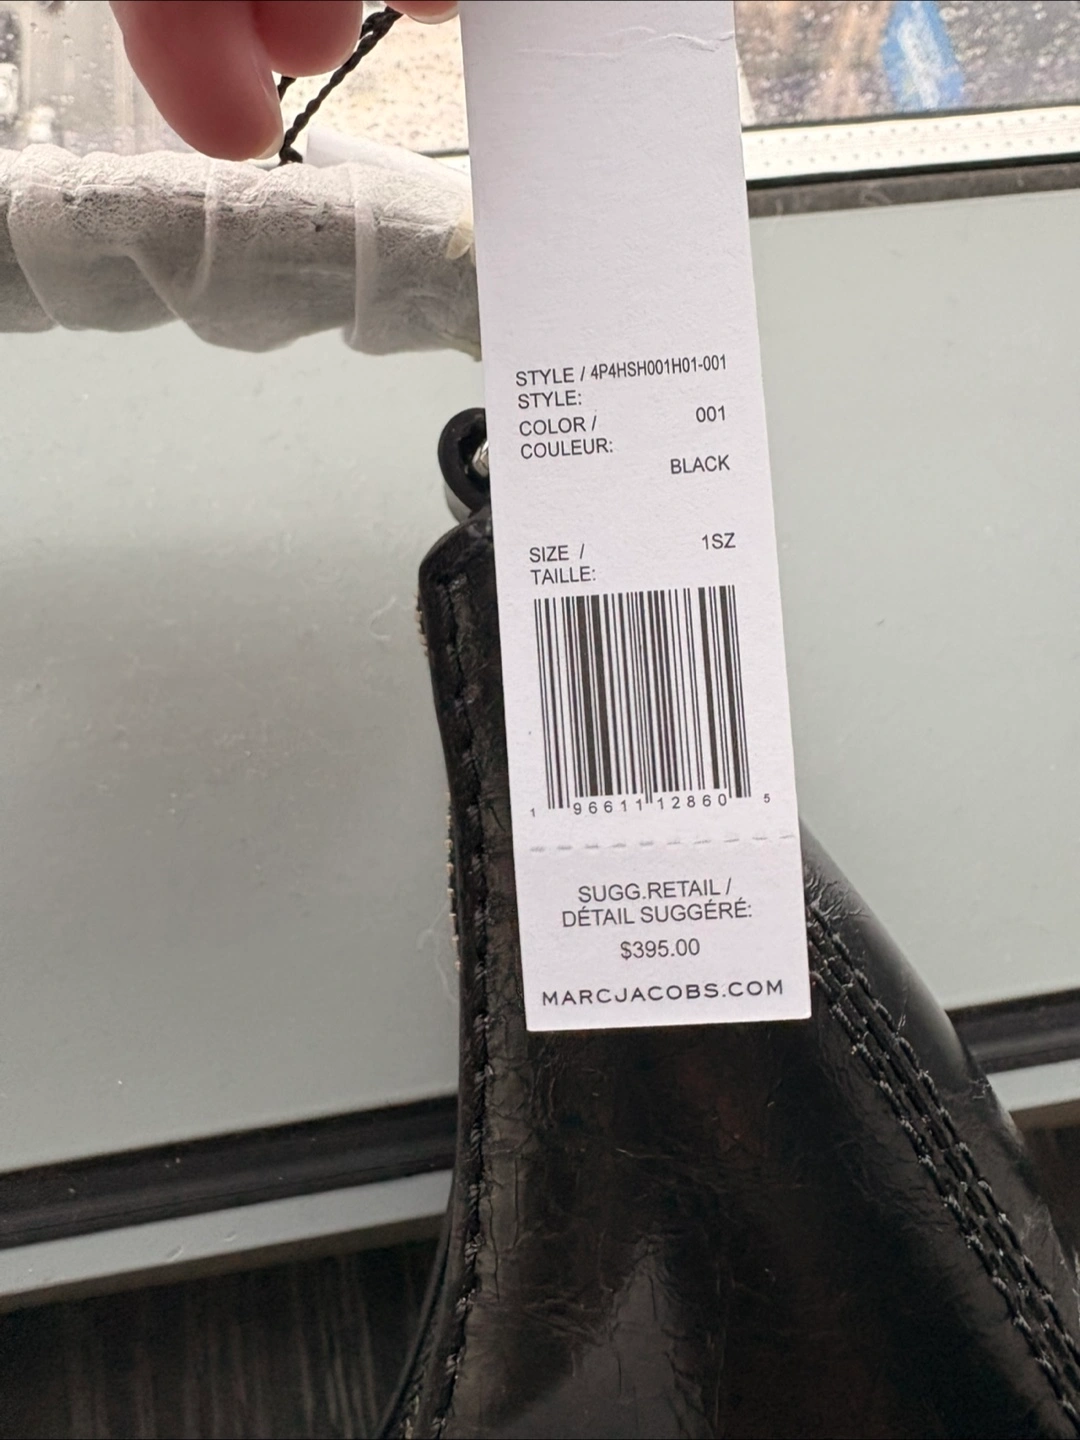 STYLE / 4P4HSH001H01-001
STYLE:
COLOR / 001
COULEUR:
BLACK
SIZE / 1SZ
TAILLE:
1 96611 12860 5
SUGG.RETAIL /
DÉTAIL SUGGÉRÉ:
$395.00
MARCJACOBS.COM